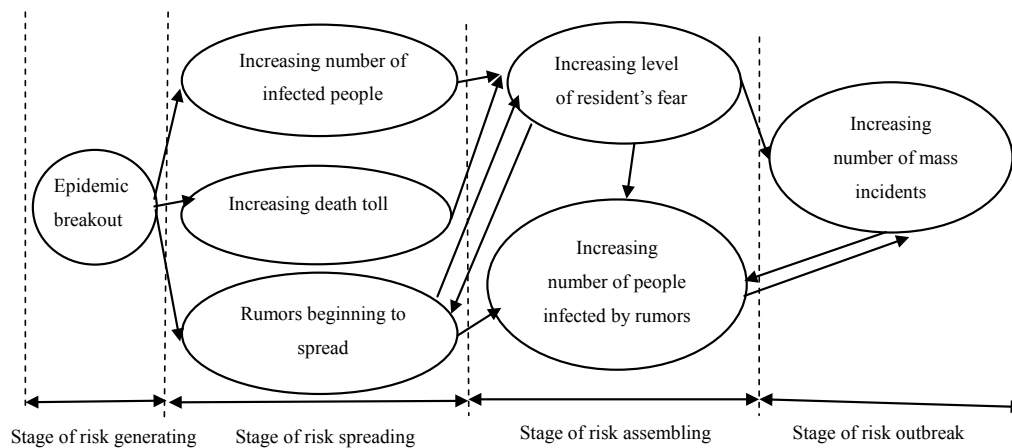 Increasing number of
infected people
Increasing level
of resident's fear
Increasing
number of mass
incidents
Epidemic
breakout
Increasing death toll
Increasing
number of people
infected by rumors
Rumors beginning to
spread
Stage of risk generating
Stage of risk spreading
Stage of risk assembling
Stage of risk outbreak